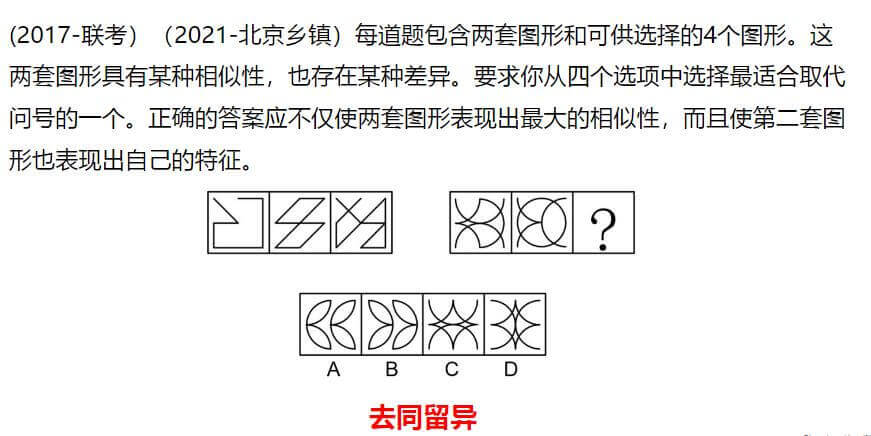 (2017-联考）（2021-北京乡镇）每道题包含两套图形和可供选择的4个图形。这
两套图形具有某种相似性，也存在某种差异。要求你从四个选项中选择最适合取代
问号的一个。正确的答案应不仅使两套图形表现出最大的相似性，而且使第二套图
形也表现出自己的特征。
?
A B C D
去同留异